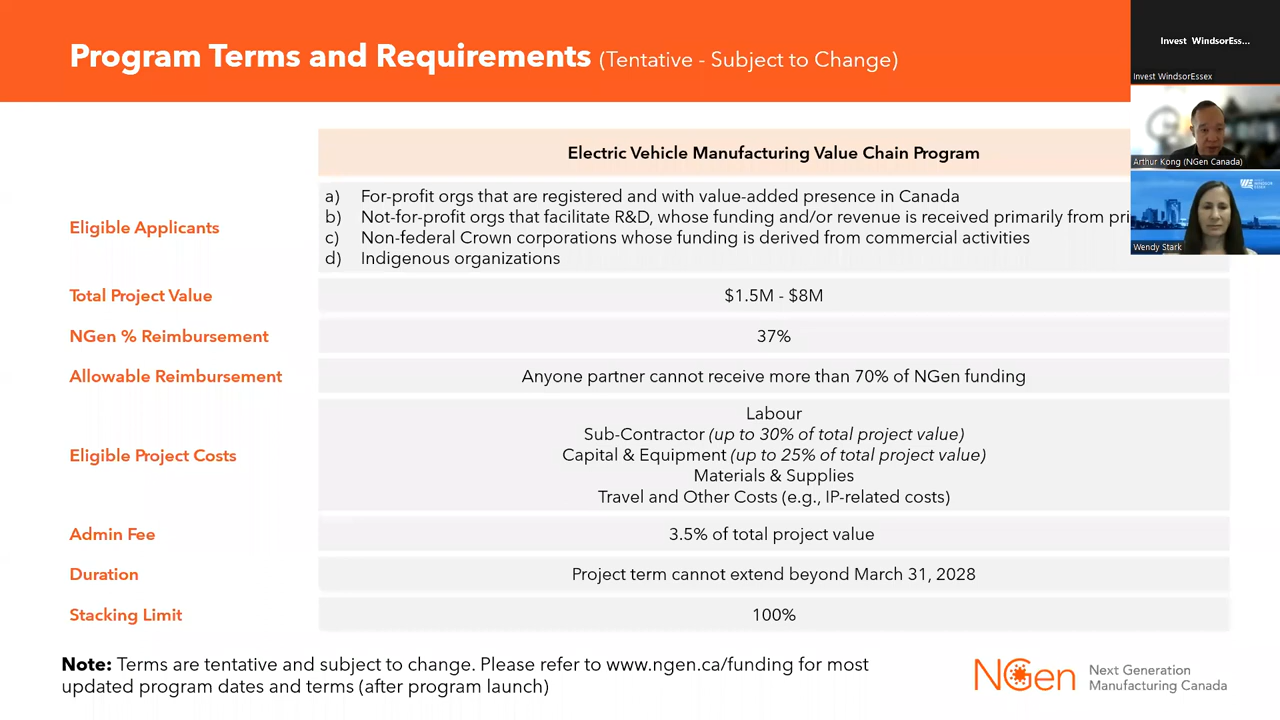 Program Terms and Requirements (Tentative - Subject to Change)
Invest WindsorEss...
Invest WindsorEssex
Arthur Kong (NGen Canada)
Wendy Stark
Electric Vehicle Manufacturing Value Chain Program
Eligible Applicants
a) For-profit orgs that are registered and with value-added presence in Canada
b) Not-for-profit orgs that facilitate R&D, whose funding and/or revenue is received primarily from
c) Non-federal Crown corporations whose funding is derived from commercial activities
d) Indigenous organizations
Total Project Value
$1.5M - $8M
NGen % Reimbursement
37%
Allowable Reimbursement
Anyone partner cannot receive more than 70% of NGen funding
Eligible Project Costs
Labour
Sub-Contractor (up to 30% of total project value)
Capital & Equipment (up to 25% of total project value)
Materials & Supplies
Travel and Other Costs (e.g., IP-related costs)
Admin Fee
3.5% of total project value
Duration
Project term cannot extend beyond March 31, 2028
Stacking Limit
100%
Note: Terms are tentative and subject to change. Please refer to www.ngen.ca/funding for most
updated program dates and terms (after program launch)
NGen
Next Generation
Manufacturing Canada